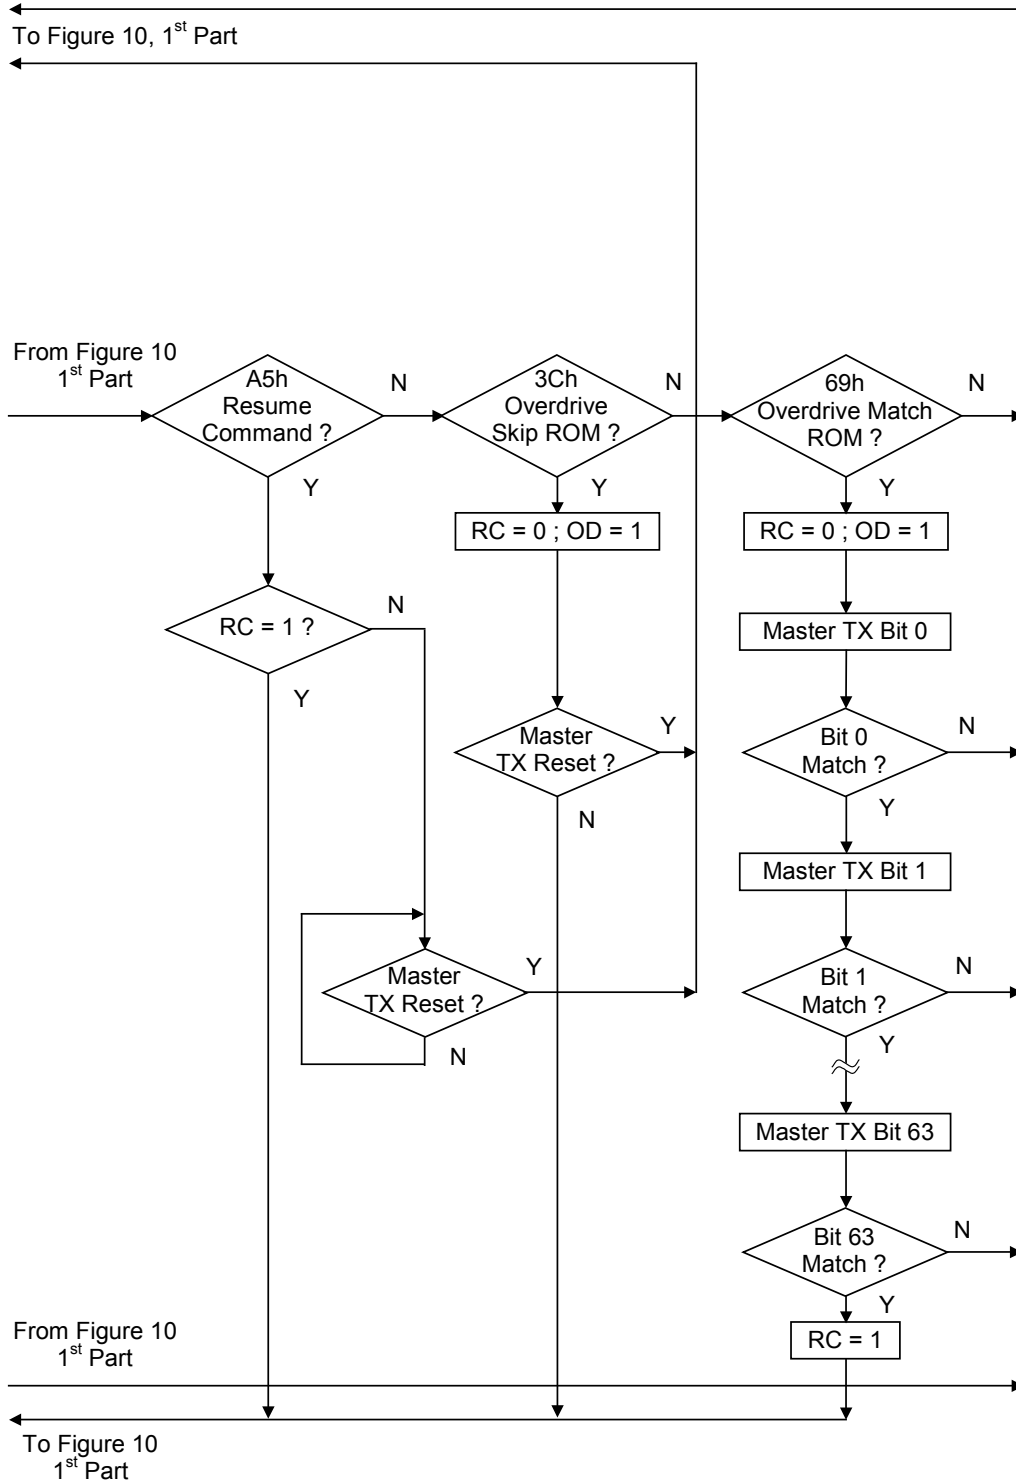 To Figure 10, 1st Part
From Figure 10
1st Part
A5h
Resume
Command ?
N
Y
3Ch
Overdrive
Skip ROM ?
N
Y
69h
Overdrive Match
ROM ?
N
Y
RC = 0 ; OD = 1
RC = 0 ; OD = 1
RC = 1 ?
N
Y
Master TX Bit 0
Master
TX Reset ?
Y
N
Bit 0
Match ?
N
Y
Master TX Bit 1
Master
TX Reset ?
Y
N
Bit 1
Match ?
N
Y
Master TX Bit 63
Bit 63
Match ?
N
Y
RC = 1
From Figure 10
1st Part
To Figure 10
1st Part